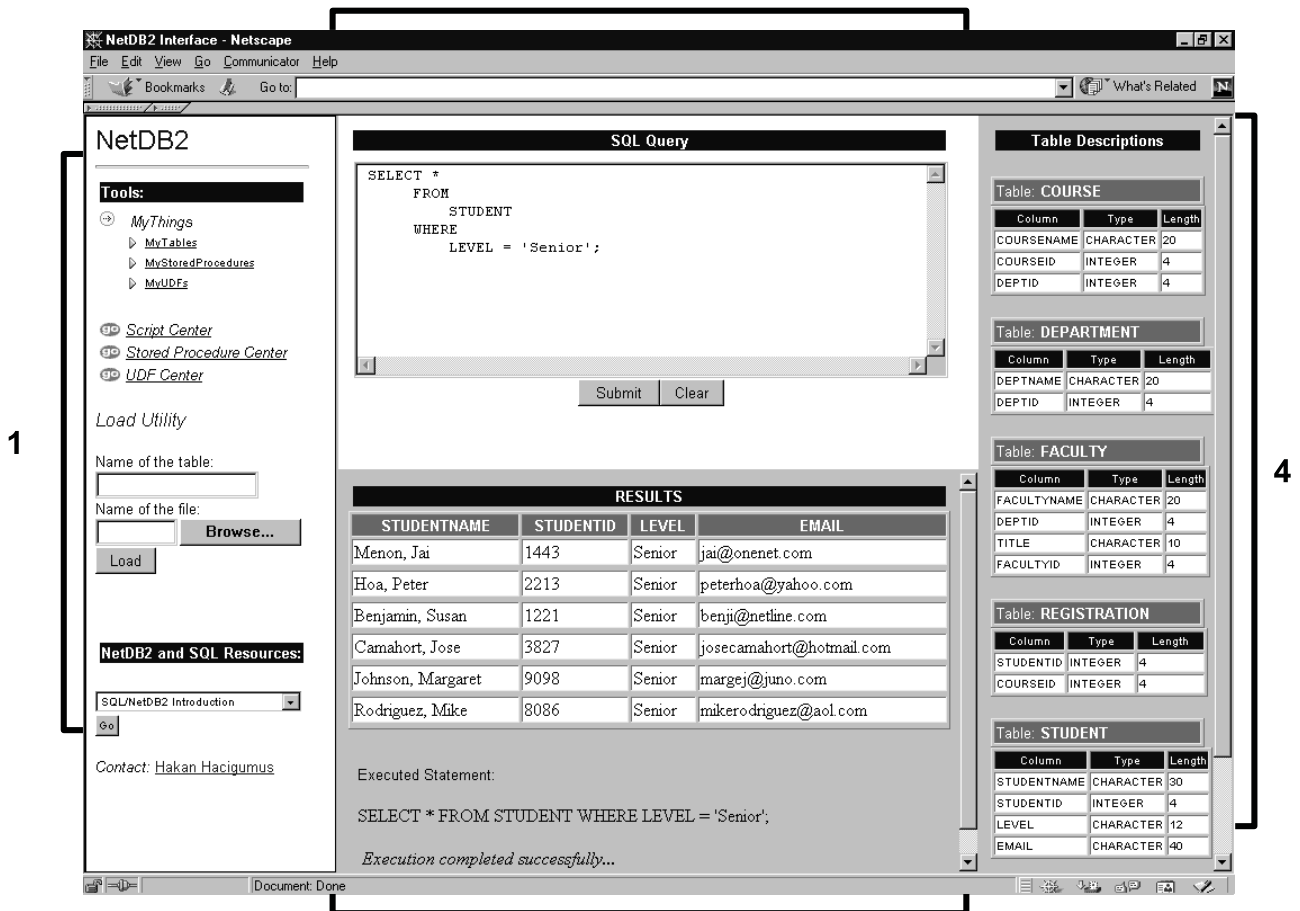 NetDB2 Interface - Netscape
File Edit View Go Communicator Help
Bookmarks Go to: What's Related N
1
NetDB2
Tools:
MyThings
MyTables
MyStoredProcedures
MyUDFs
go Script Center
go Stored Procedure Center
go UDF Center
Load Utility
Name of the table:
Name of the file:
Browse...
Load
NetDB2 and SQL Resources:
SQL/NetDB2 Introduction
Go
Contact: Hakan Hacigumus
SQL Query
SELECT *
FROM
STUDENT
WHERE
LEVEL = 'Senior';
Submit Clear
RESULTS
STUDENTNAME STUDENTID LEVEL EMAIL
Menon, Jai 1443 Senior jai@onenet.com
Hoa, Peter 2213 Senior peterhoa@yahoo.com
Benjamin, Susan 1221 Senior benji@netline.com
Camahort, Jose 3827 Senior josecamahort@hotmail.com
Johnson, Margaret 9098 Senior margej@juno.com
Rodriguez, Mike 8086 Senior mikerodriguez@aol.com
Executed Statement:
SELECT * FROM STUDENT WHERE LEVEL = 'Senior';
Execution completed successfully...
Table Descriptions
Table: COURSE
Column Type Length
COURSENAME CHARACTER 20
COURSEID INTEGER 4
DEPTID INTEGER 4
Table: DEPARTMENT
Column Type Length
DEPTNAME CHARACTER 20
DEPTID INTEGER 4
Table: FACULTY
Column Type Length
FACULTYNAME CHARACTER 20
DEPTID INTEGER 4
TITLE CHARACTER 10
FACULTYID INTEGER 4
Table: REGISTRATION
Column Type Length
STUDENTID INTEGER 4
COURSEID INTEGER 4
Table: STUDENT
Column Type Length
STUDENTNAME CHARACTER 30
STUDENTID INTEGER 4
LEVEL CHARACTER 12
EMAIL CHARACTER 40
4
Document: Done